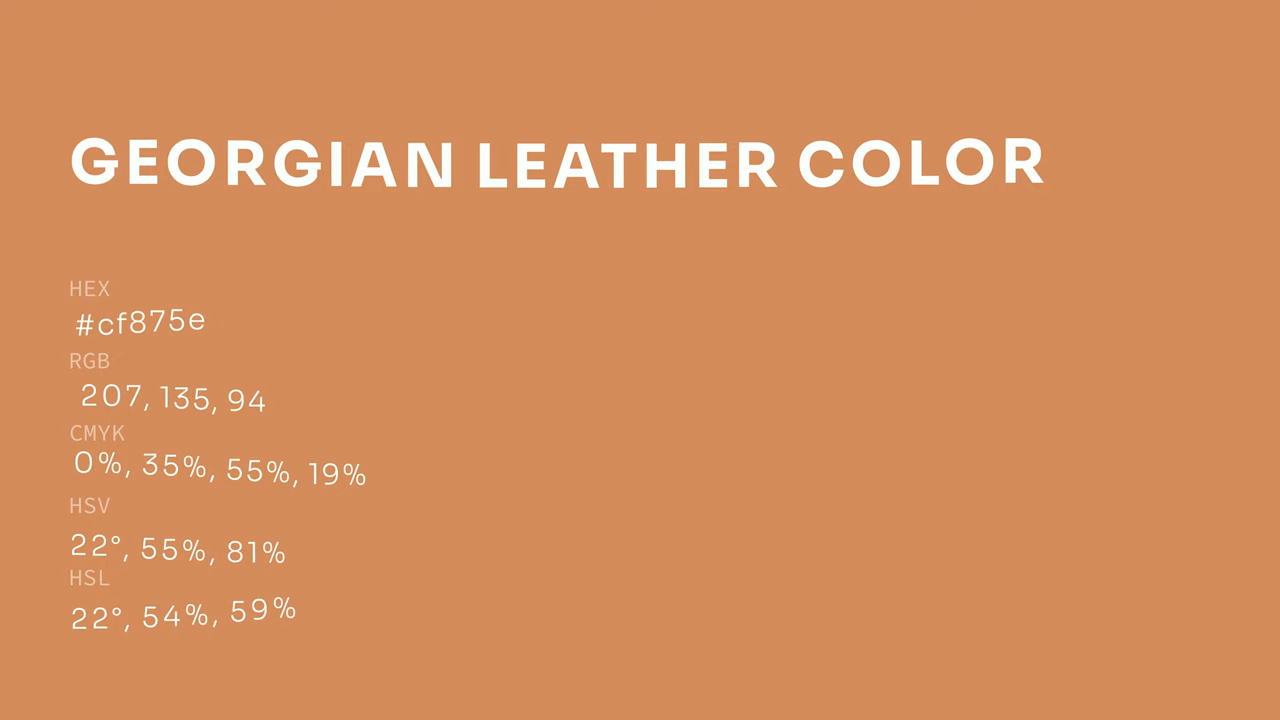 GEORGIAN LEATHER COLOR
HEX
#cf875e
RGB
207, 135, 94
CMYK
0%, 35%, 55%, 19%
HSV
22°, 55%, 81%
HSL
22°, 54%, 59%